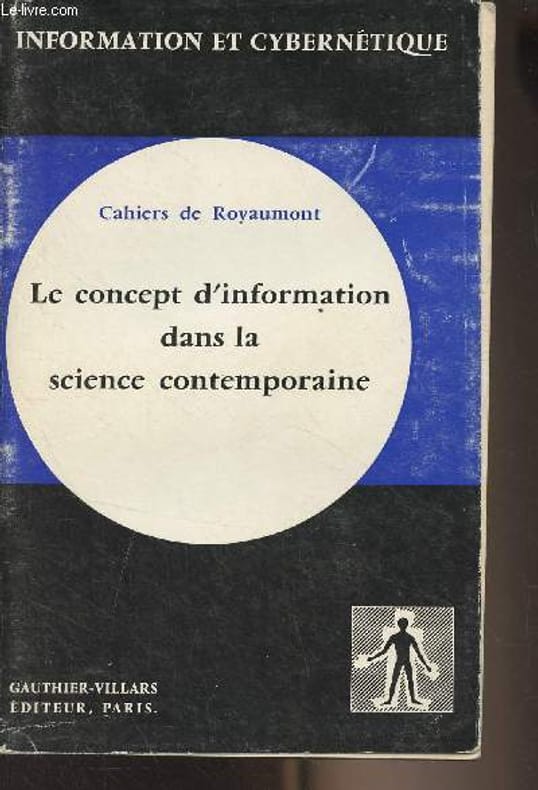 Le-livre.com
INFORMATION ET CYBERNÉTIQUE
Cahiers de Royaumont
Le concept d'information
dans la
science contemporaine
GAUTHIER-VILLARS
ÉDITEUR, PARIS.